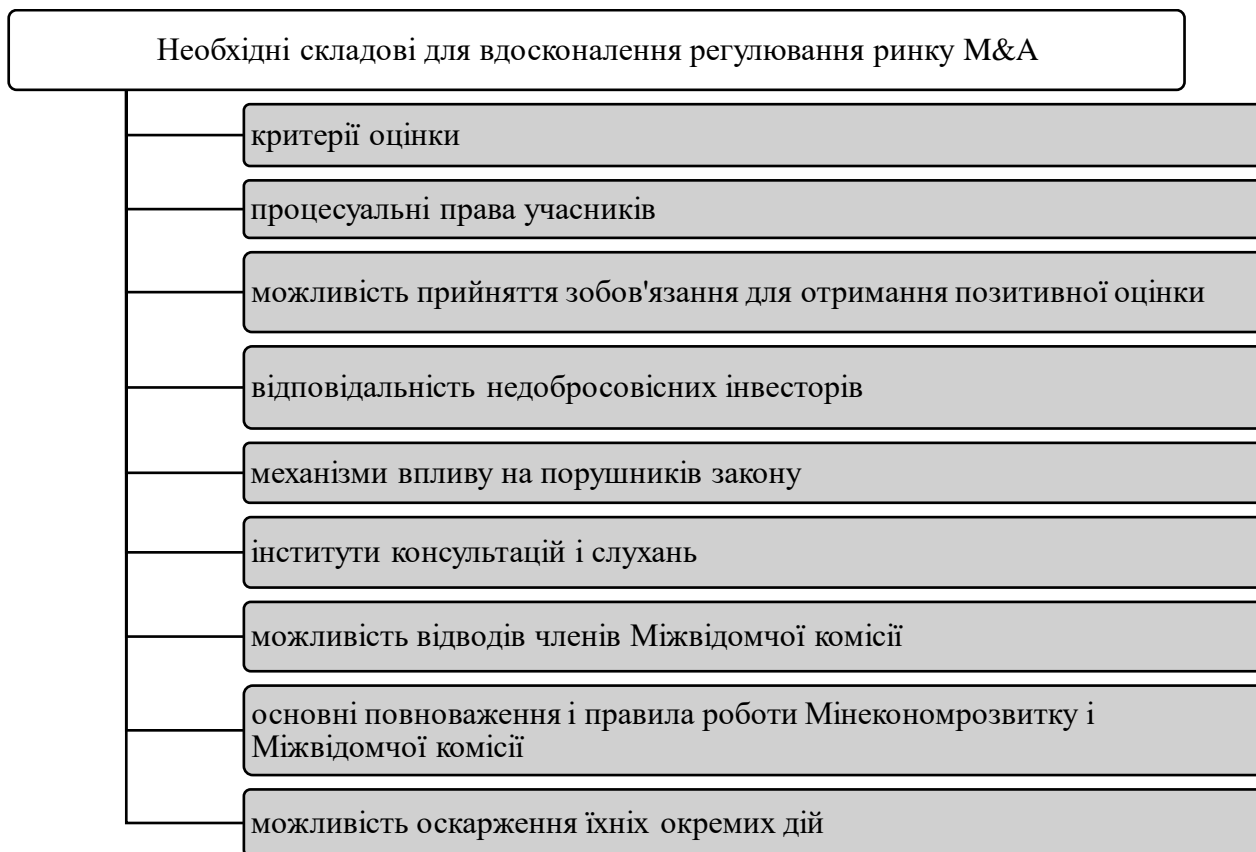 Необхідні складові для вдосконалення регулювання ринку M&A
критерії оцінки
процесуальні права учасників
можливість прийняття зобов'язання для отримання позитивної оцінки
відповідальність недобросовісних інвесторів
механізми впливу на порушників закону
інститути консультацій і слухань
можливість відводів членів Міжвідомчої комісії
основні повноваження і правила роботи Мінекономрозвитку і
Міжвідомчої комісії
можливість оскарження їхніх окремих дій